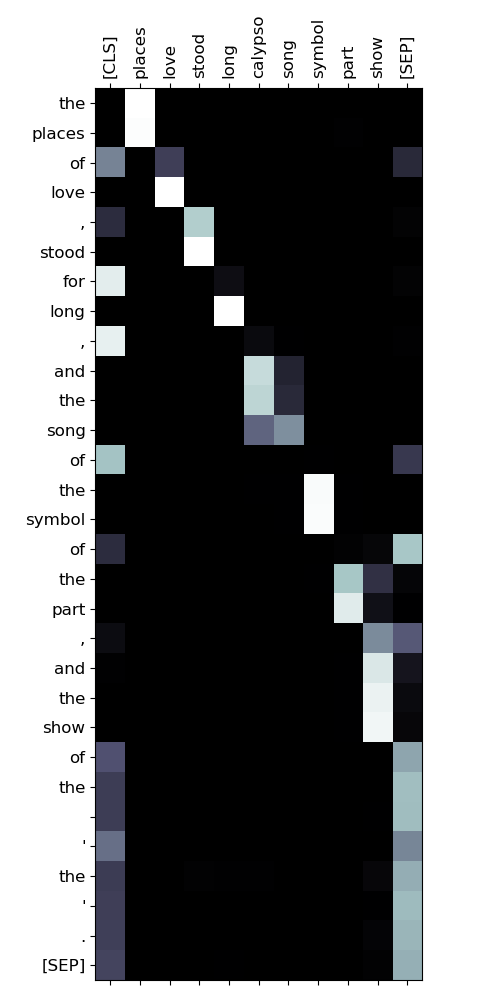 [CLS] places love stood long calypso song symbol part show [SEP]
the
places
of
love
,
stood
for
long
,
and
the
song
of
the
symbol
of
the
part
,
and
the
show
of
the
'
the
'
.
[SEP]